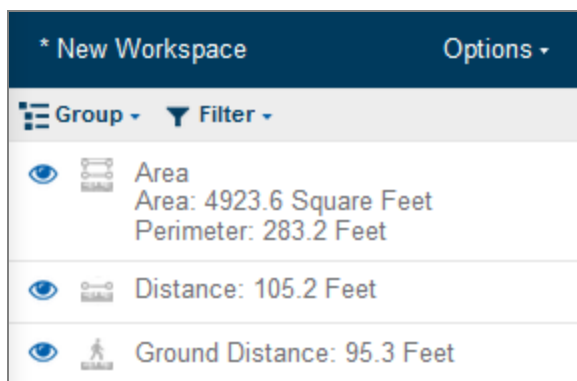 * New Workspace Options
Group Filter
Area
Area: 4923.6 Square Feet
Perimeter: 283.2 Feet
Distance: 105.2 Feet
Ground Distance: 95.3 Feet